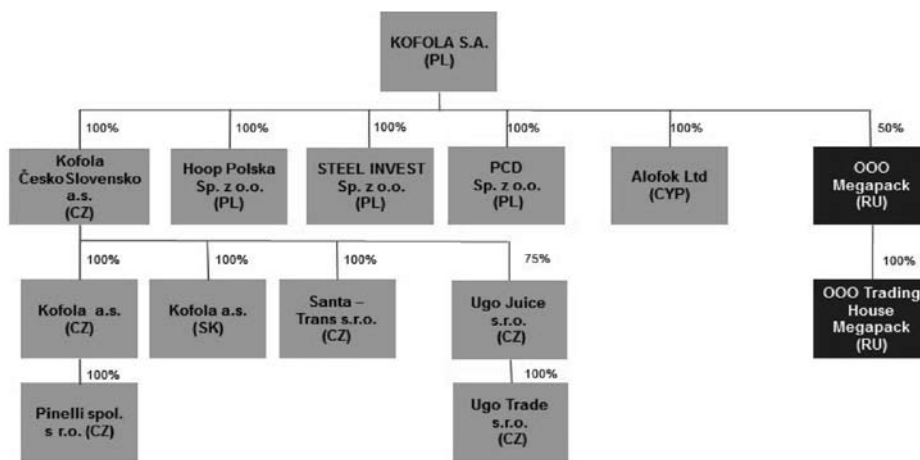 KOFOLA S.A.
(PL)
100%
100%
100%
100%
100%
50%
Kofola
ČeskoSlovensko
a.s.
(CZ)
Hoop Polska
Sp. z o.o.
(PL)
STEEL INVEST
Sp. z o.o.
(PL)
PCD
Sp. z o.o.
(PL)
Alofok Ltd
(CYP)
OOO
Megapack
(RU)
100%
100%
100%
75%
100%
Kofola a.s.
(CZ)
Kofola a.s.
(SK)
Santa –
Trans s.r.o.
(CZ)
Ugo Juice
s.r.o.
(CZ)
OOO Trading
House
Megapack
(RU)
100%
100%
Pinelli spol.
s r.o. (CZ)
Ugo Trade
s.r.o.
(CZ)